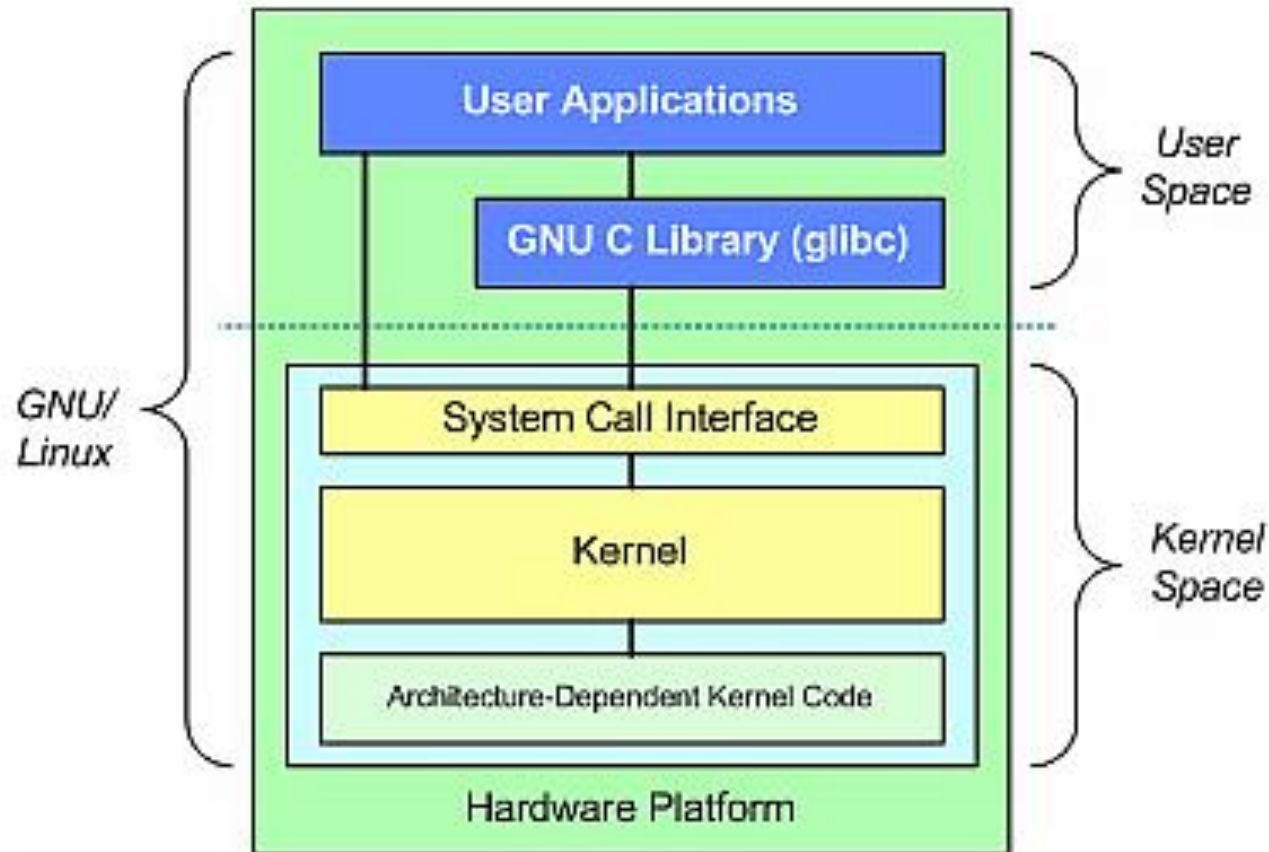 User Applications
User
Space
GNU C Library (glibc)
GNU/
Linux
System Call Interface
Kernel
Kernel
Space
Architecture-Dependent Kernel Code
Hardware Platform